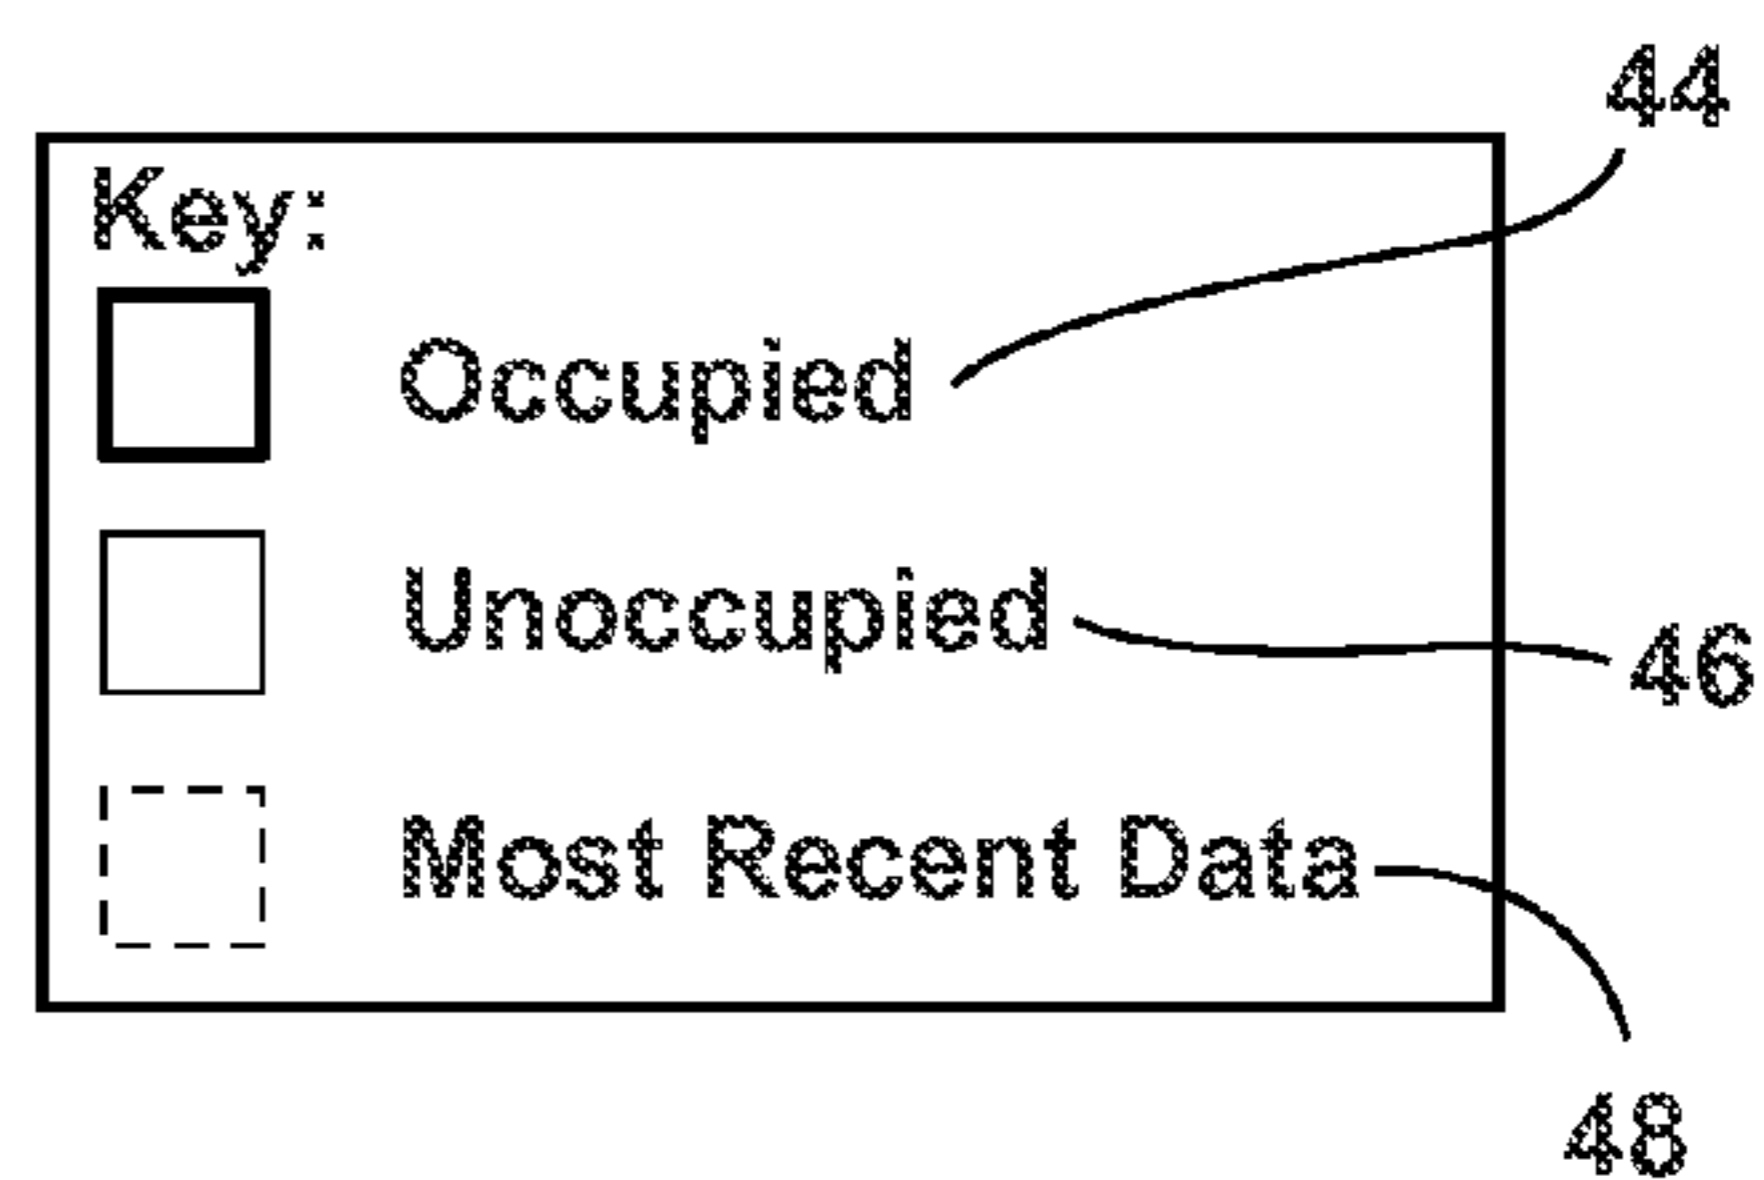 44
Key:
Occupied
Unoccupied
46
Most Recent Data
48